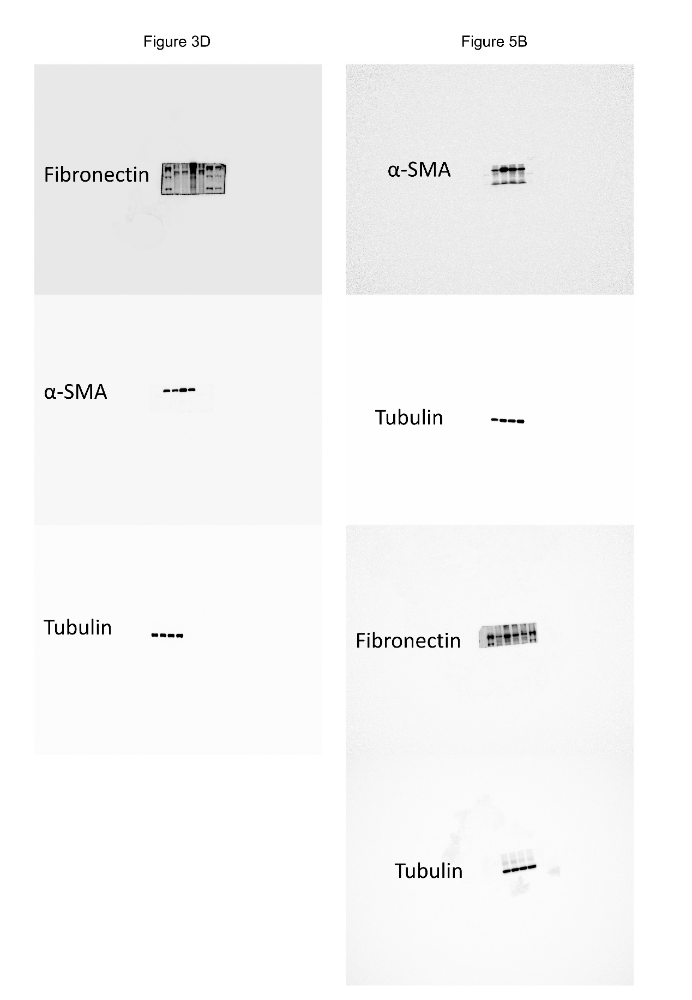 Figure 3D
Fibronectin
α-SMA
Tubulin
Figure 5B
α-SMA
Tubulin
Fibronectin
Tubulin